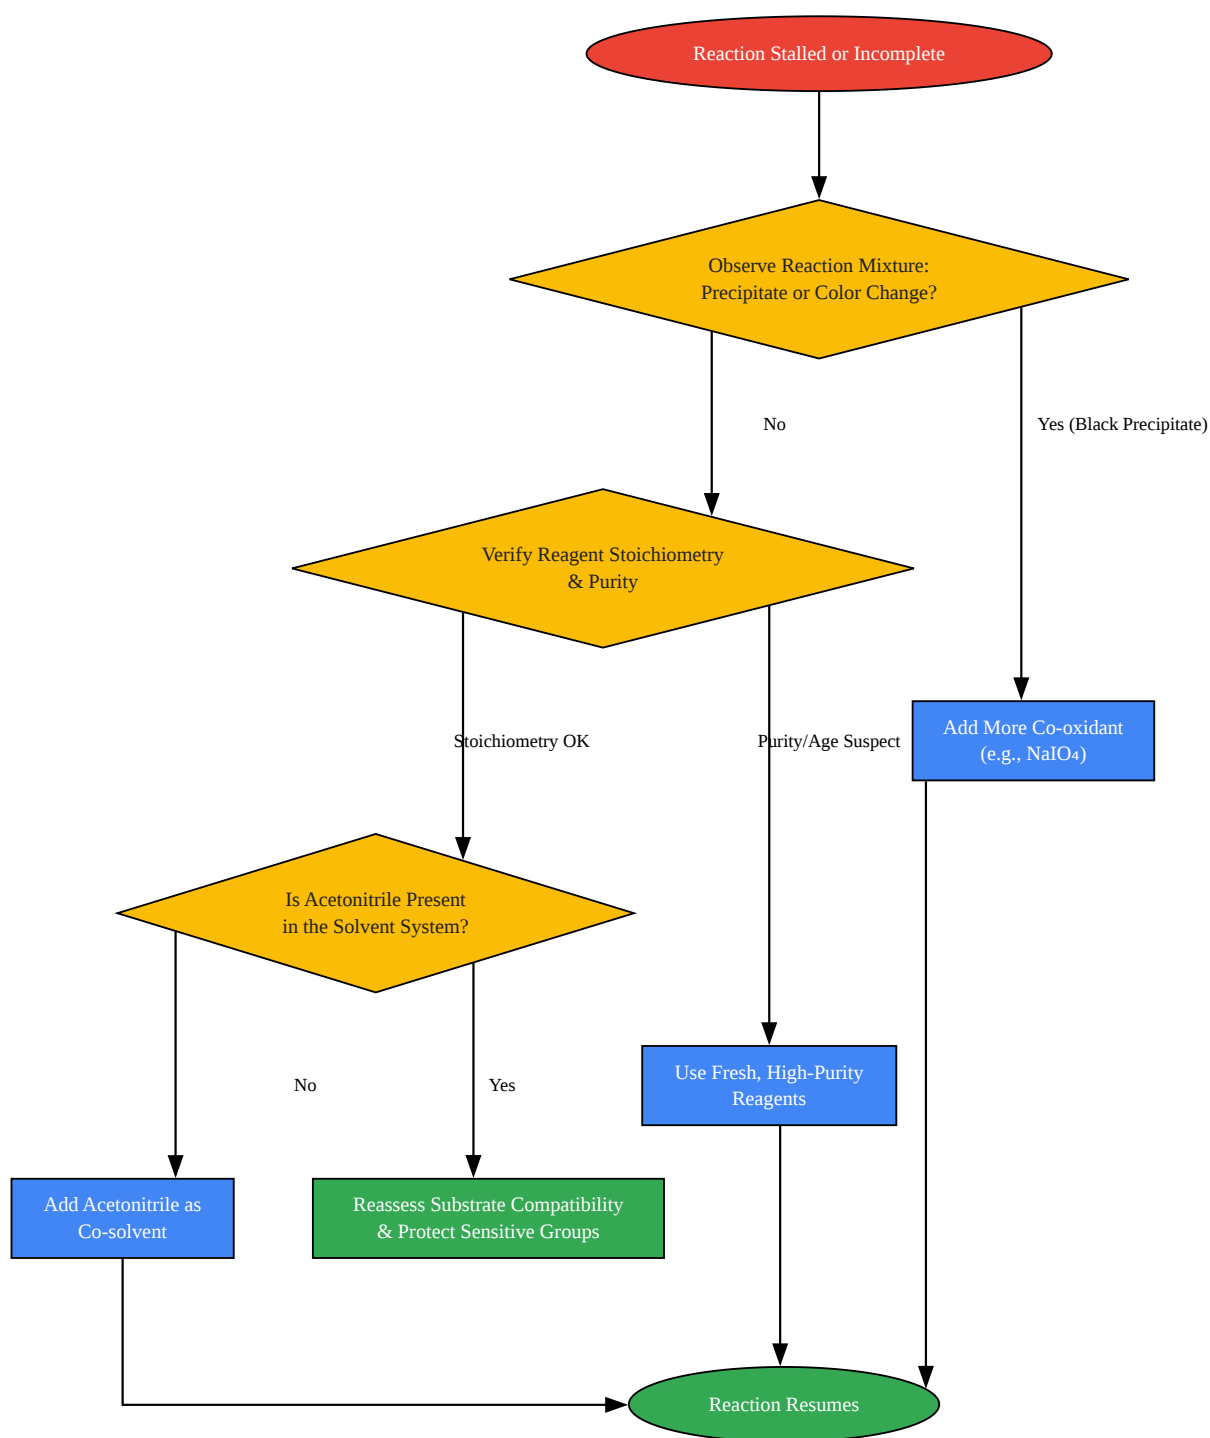 Reaction Stalled or Incomplete
Observe Reaction Mixture:
Precipitate or Color Change?
No
Yes (Black Precipitate)
Verify Reagent Stoichiometry
& Purity
Stoichiometry OK
Purity/Age Suspect
Add More Co-oxidant
(e.g., NaIO₄)
Is Acetonitrile Present
in the Solvent System?
No
Yes
Use Fresh, High-Purity
Reagents
Add Acetonitrile as
Co-solvent
Reassess Substrate Compatibility
& Protect Sensitive Groups
Reaction Resumes